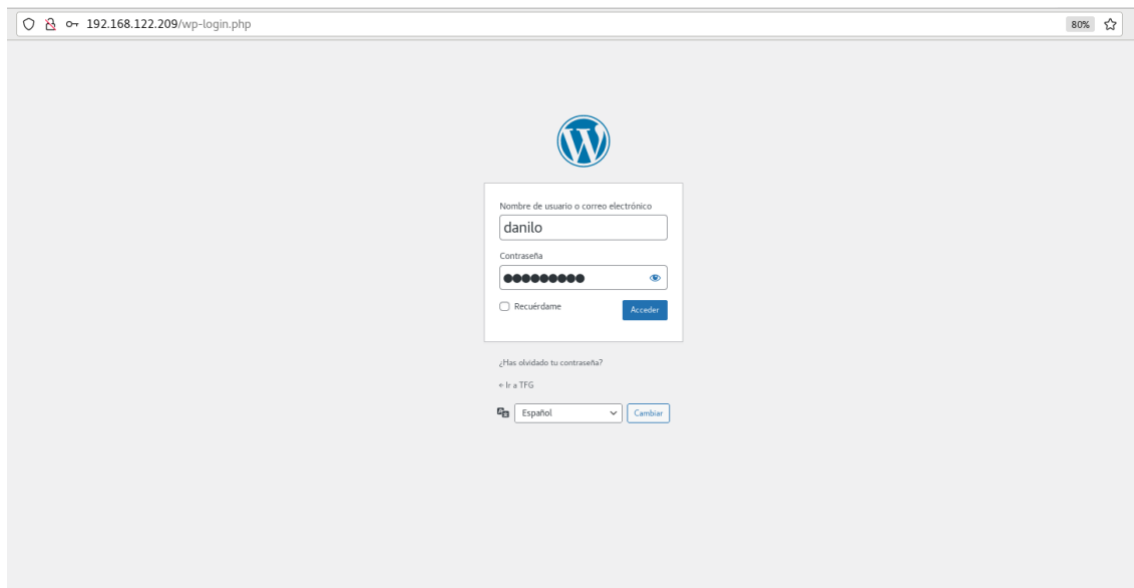 192.168.122.209/wp-login.php
80%
Nombre de usuario o correo electrónico
danilo
Contraseña
●●●●●●●●●
Recuérdame
Acceder
¿Has olvidado tu contraseña?
← Ir a TFG
Español
Cambiar